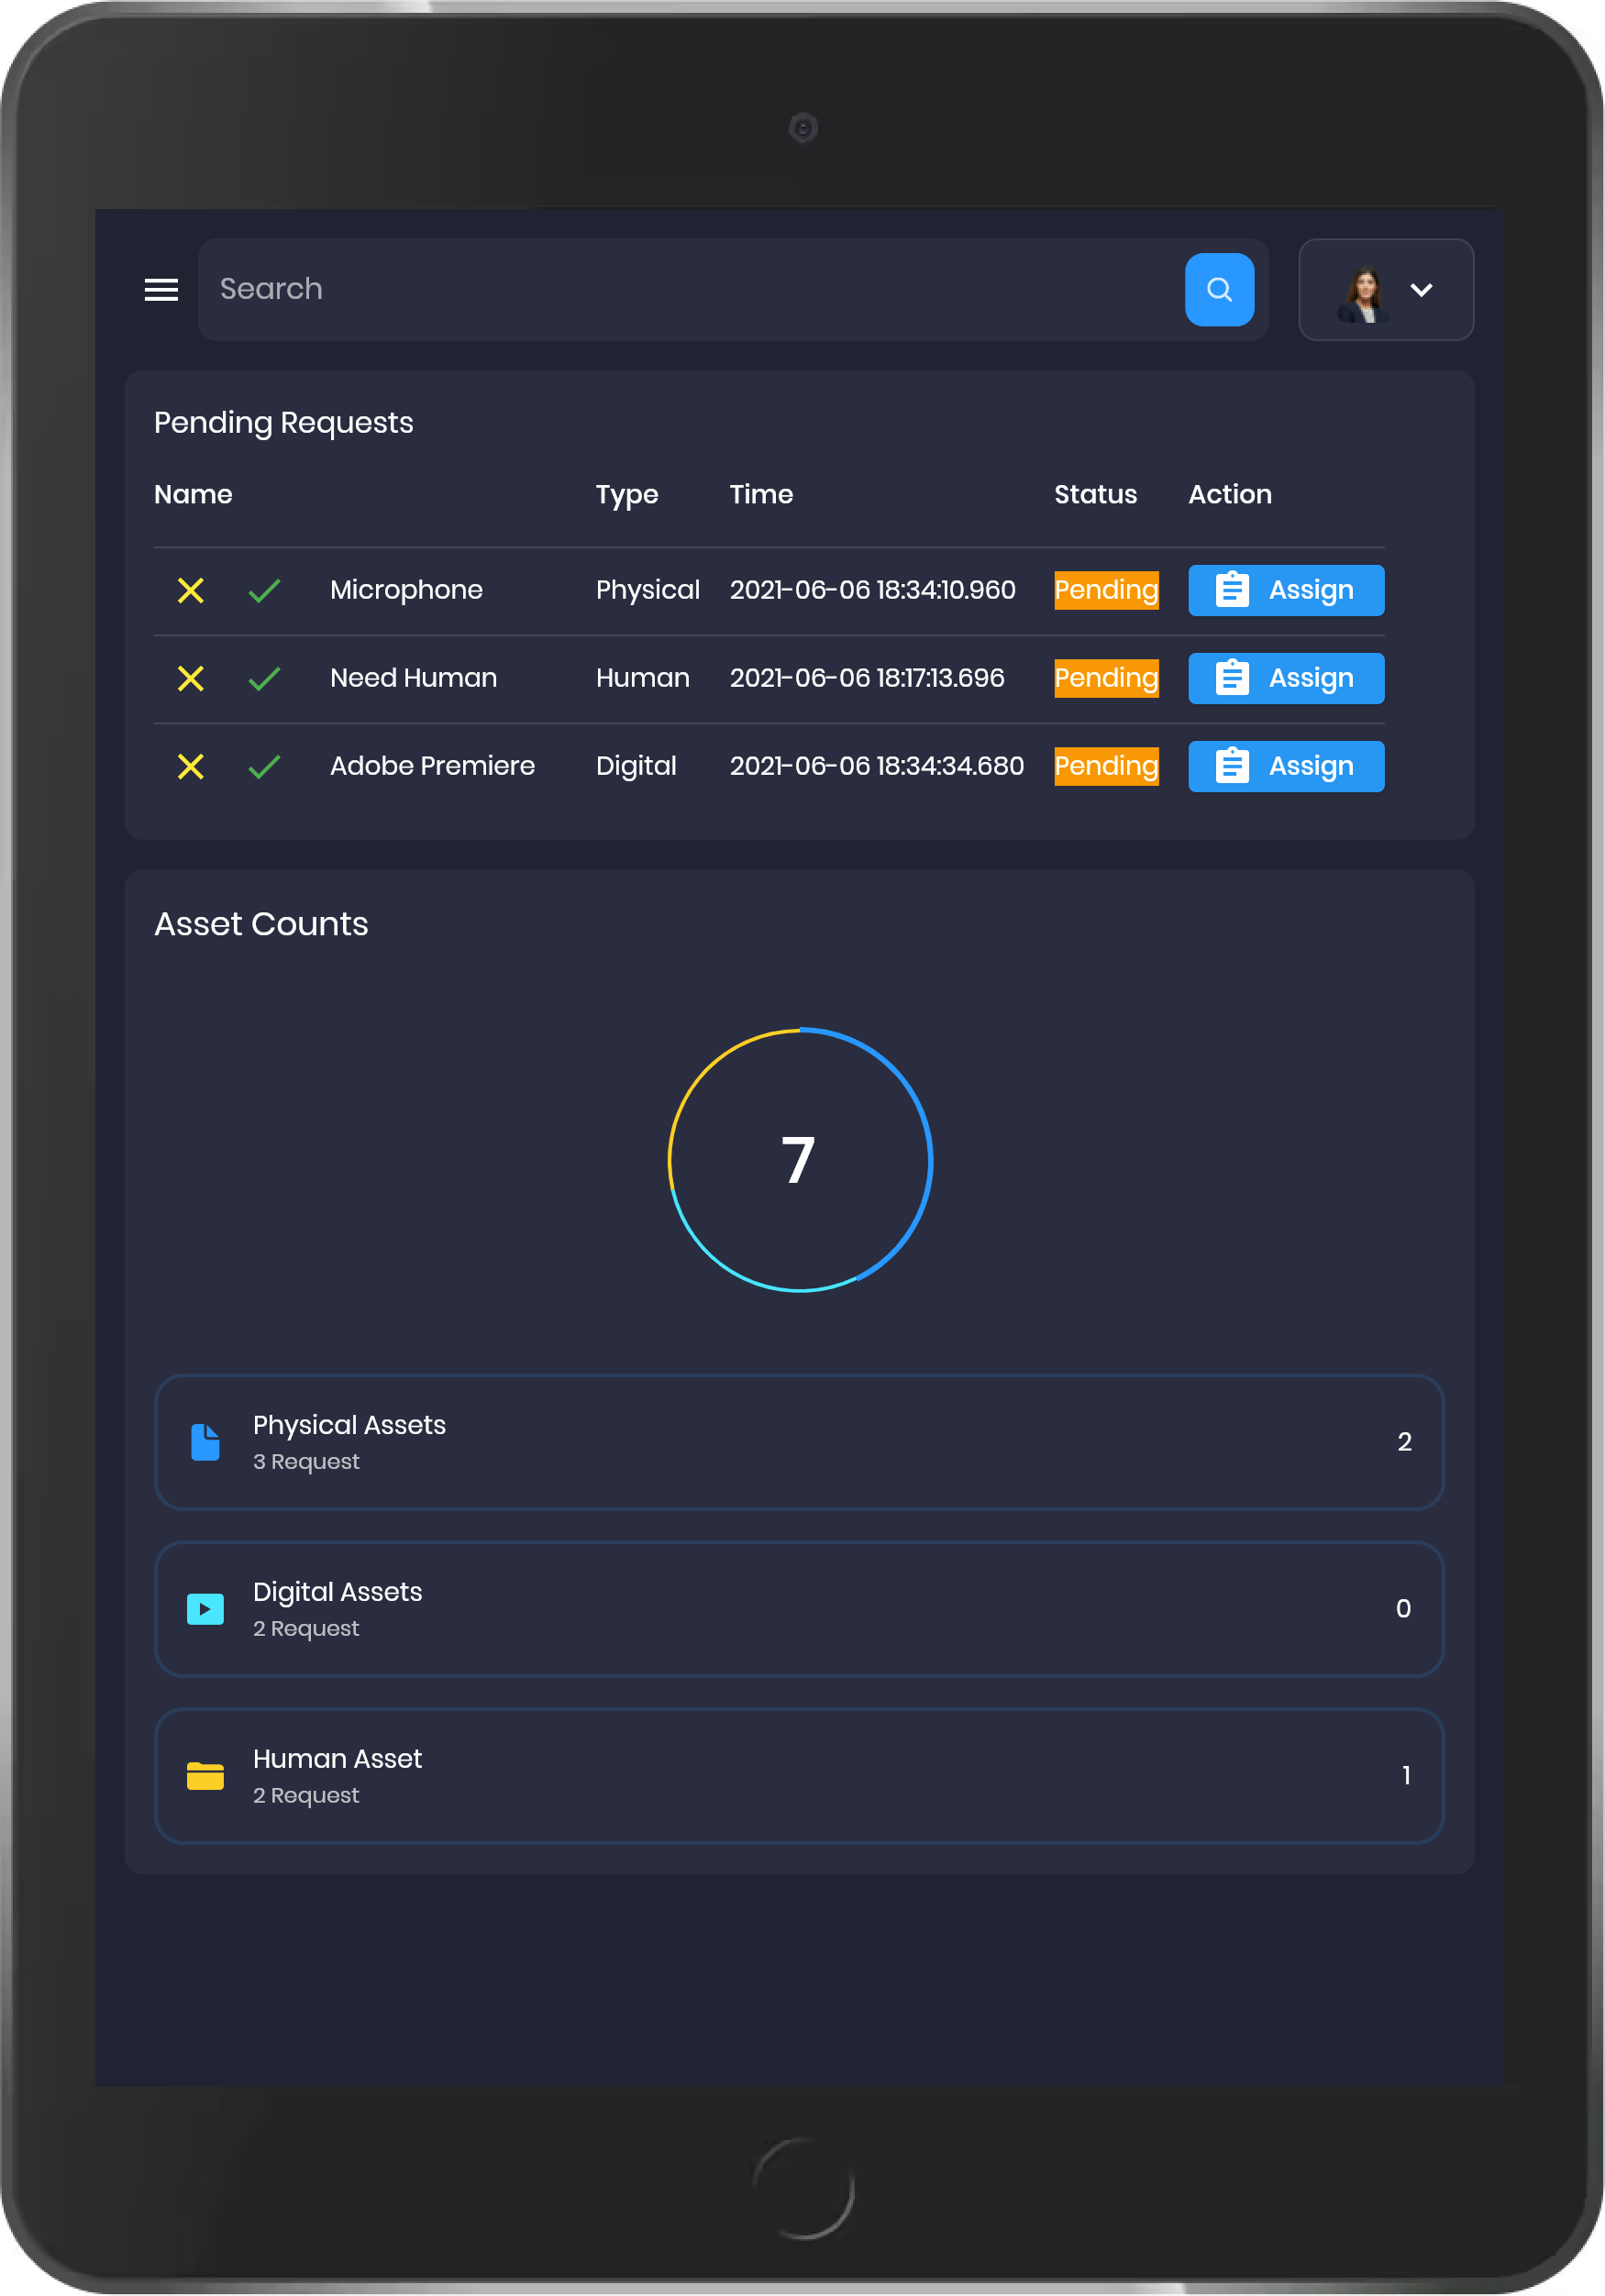 Search
Pending Requests
Name Type Time Status Action
Microphone Physical 2021-06-06 18:34:10.960 Pending Assign
Need Human Human 2021-06-06 18:17:13.696 Pending Assign
Adobe Premiere Digital 2021-06-06 18:34:34.680 Pending Assign
Asset Counts
7
Physical Assets
3 Request
2
Digital Assets
2 Request
0
Human Asset
2 Request
1